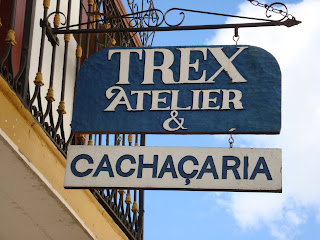 TREX
ATELIER
&
CACHAÇARIA